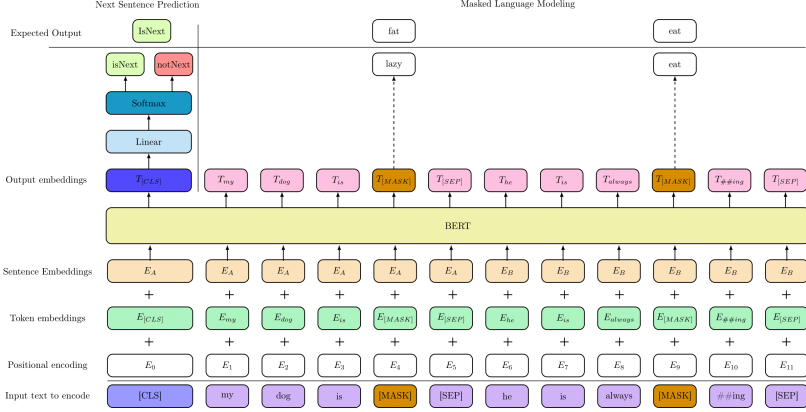 Next Sentence Prediction Masked Language Modeling
Expected Output IsNext fat eat
isNext notNext lazy eat
Softmax
Linear
Output embeddings T[CLS] Tmy Tdog Tis T[MASK] T[SEP] The Tis Talways T[MASK] T##ing T[SEP]
BERT
Sentence Embeddings EA EA EA EA EA EA EB EB EB EB EB EB
+ + + + + + + + + + + +
Token embeddings E[CLS] Emy Edog Eis E[MASK] E[SEP] Ehe Eis Ealways E[MASK] E##ing E[SEP]
+ + + + + + + + + + + +
Positional encoding E0 E1 E2 E3 E4 E5 E6 E7 E8 E9 E10 E11
Input text to encode [CLS] my dog is [MASK] [SEP] he is always [MASK] ##ing [SEP]